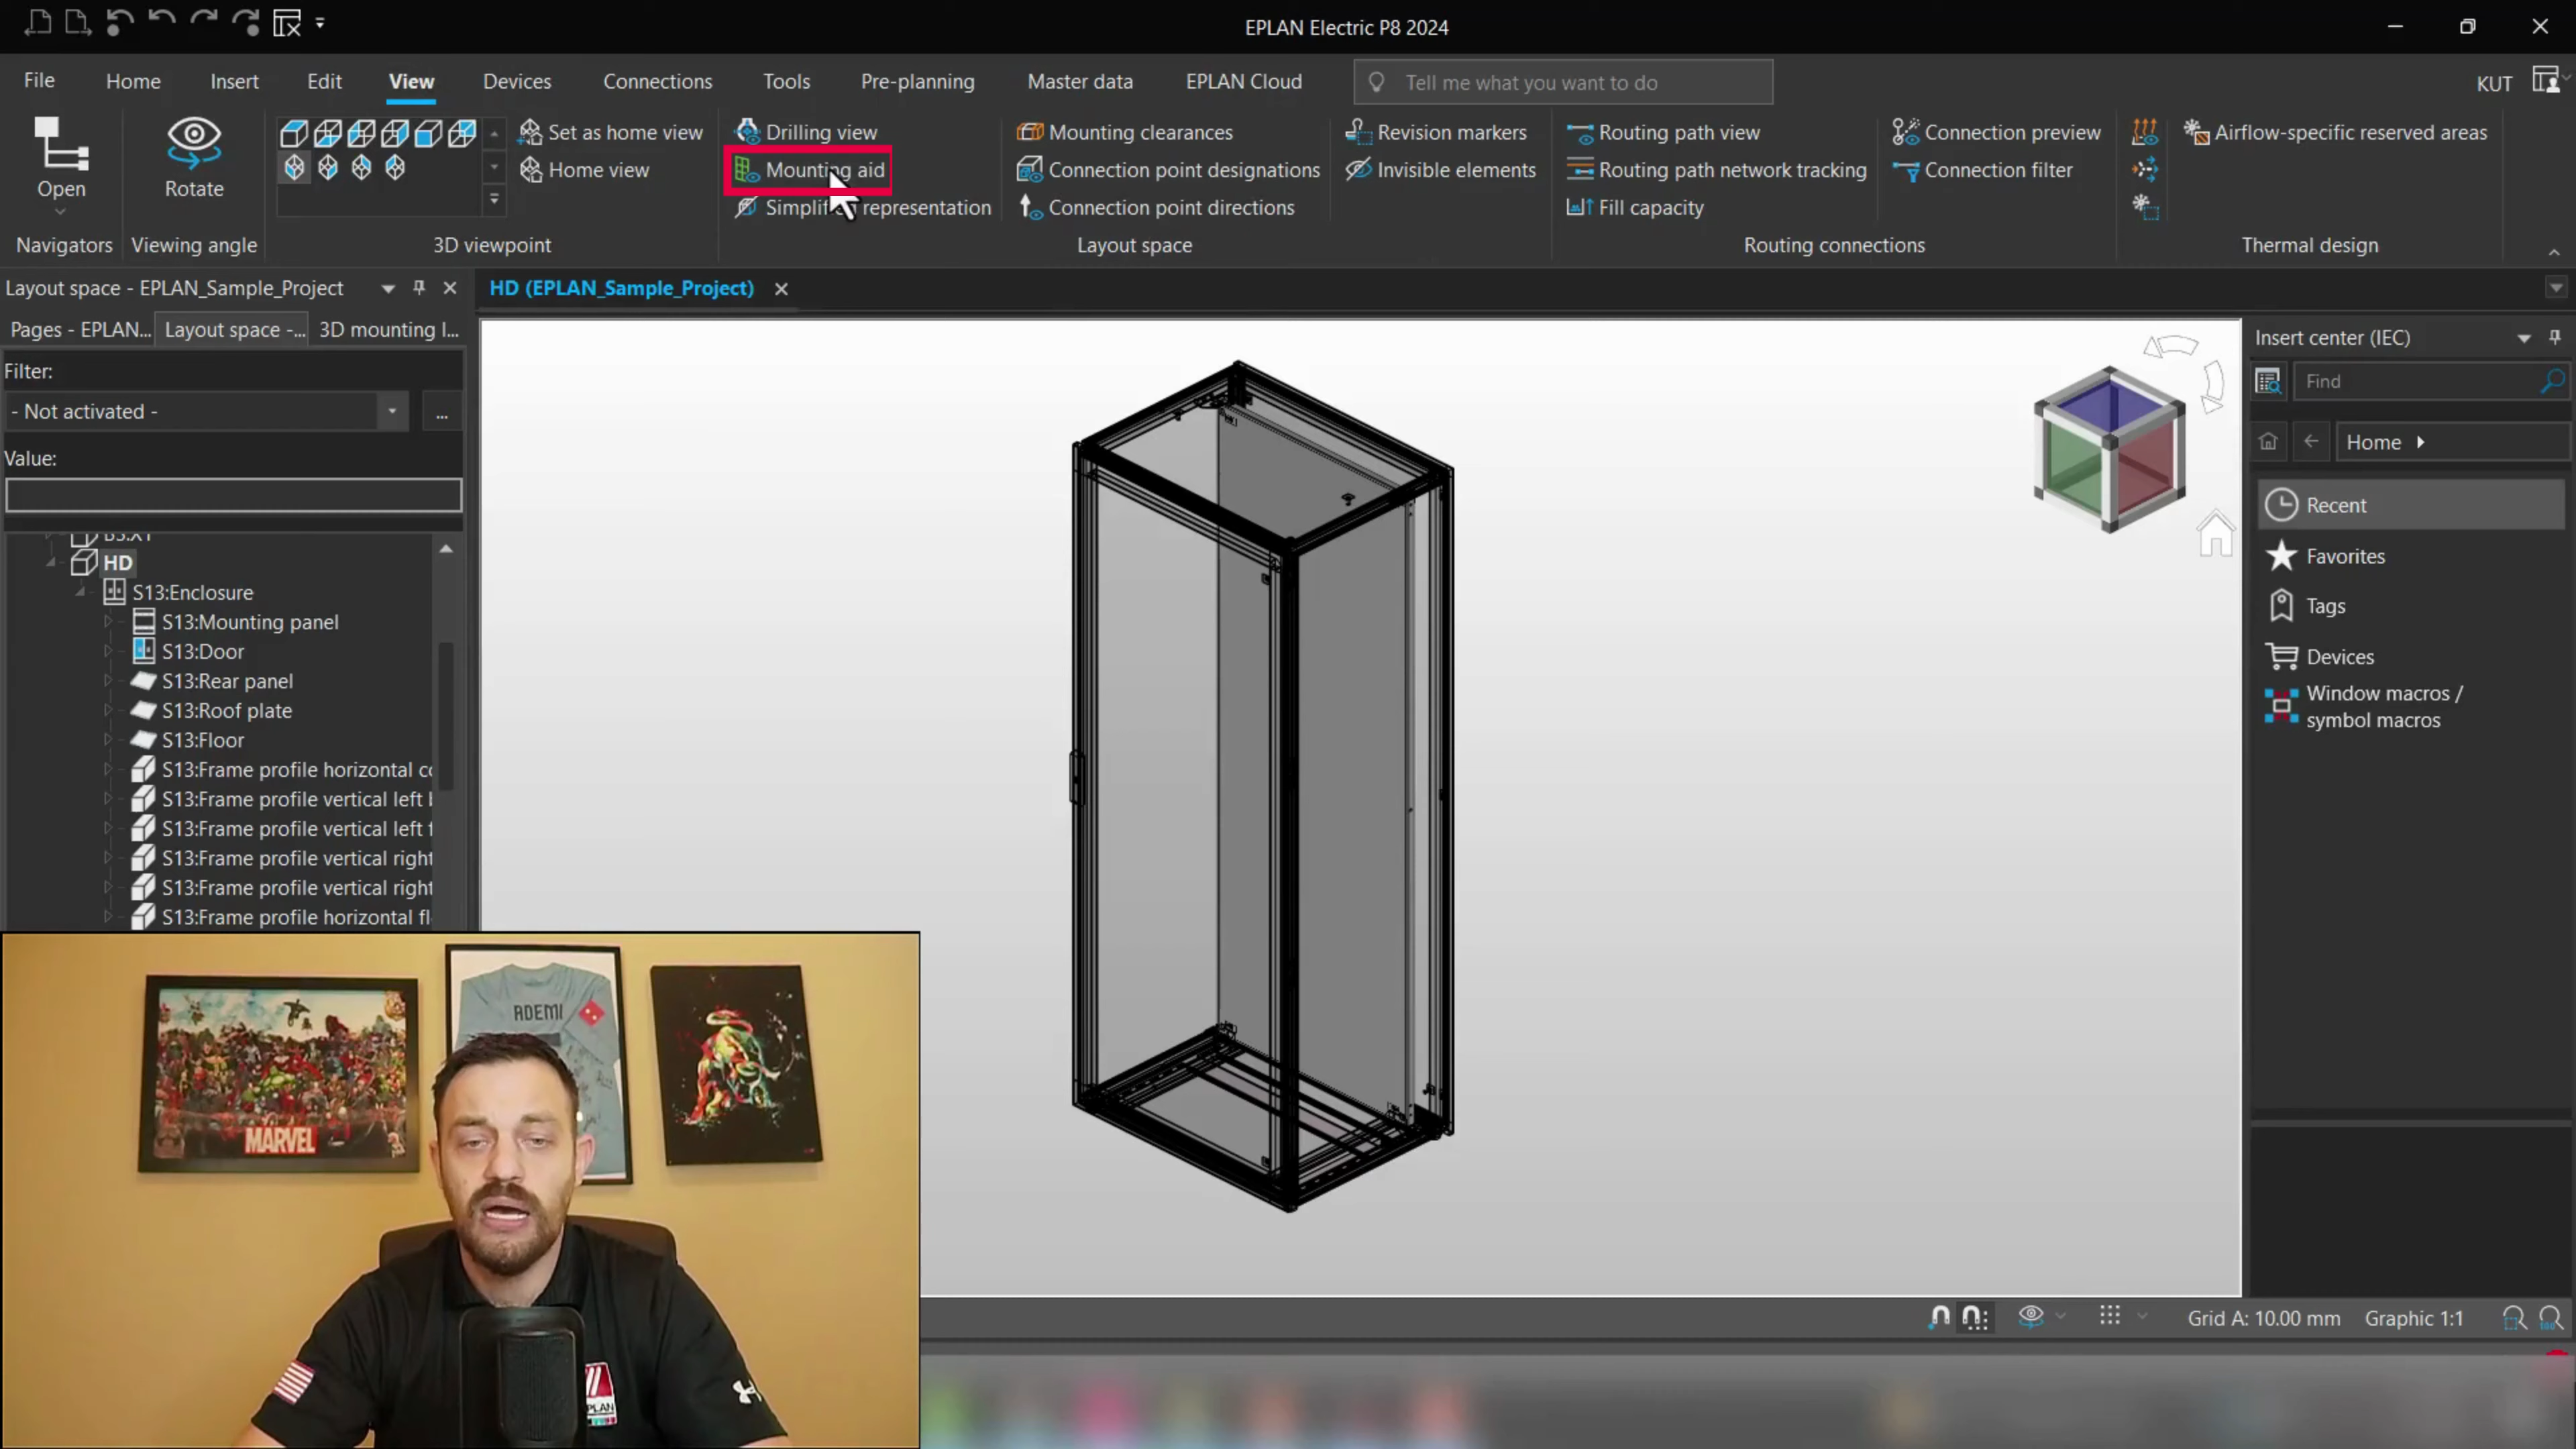 EPLAN Electric P8 2024
File Home Insert Edit View Devices Connections Tools Pre-planning Master data EPLAN Cloud Tell me what you want to do KUT
Open
Navigators
Rotate
Viewing angle
3D viewpoint
Set as home view
Home view
Drilling view
Mounting aid
Simplif representation
Mounting clearances
Connection point designations
Connection point directions
Revision markers
Invisible elements
Layout space
Routing path view
Routing path network tracking
Fill capacity
Connection preview
Connection filter
Routing connections
Airflow-specific reserved areas
Thermal design
Layout space - EPLAN_Sample_Project
Pages - EPLAN... Layout space -... 3D mounting l...
Filter:
- Not activated -
...
Value:
HD
S13:Enclosure
S13:Mounting panel
S13:Door
S13:Rear panel
S13:Roof plate
S13:Floor
S13:Frame profile horizontal co
S13:Frame profile vertical left b
S13:Frame profile vertical left f
S13:Frame profile vertical right
S13:Frame profile vertical right
S13:Frame profile horizontal fl
HD (EPLAN_Sample_Project)
Insert center (IEC)
Find
Home
Recent
Favorites
Tags
Devices
Window macros /
symbol macros
Grid A: 10.00 mm Graphic 1:1
MARVEL
ADEMI
PLAN